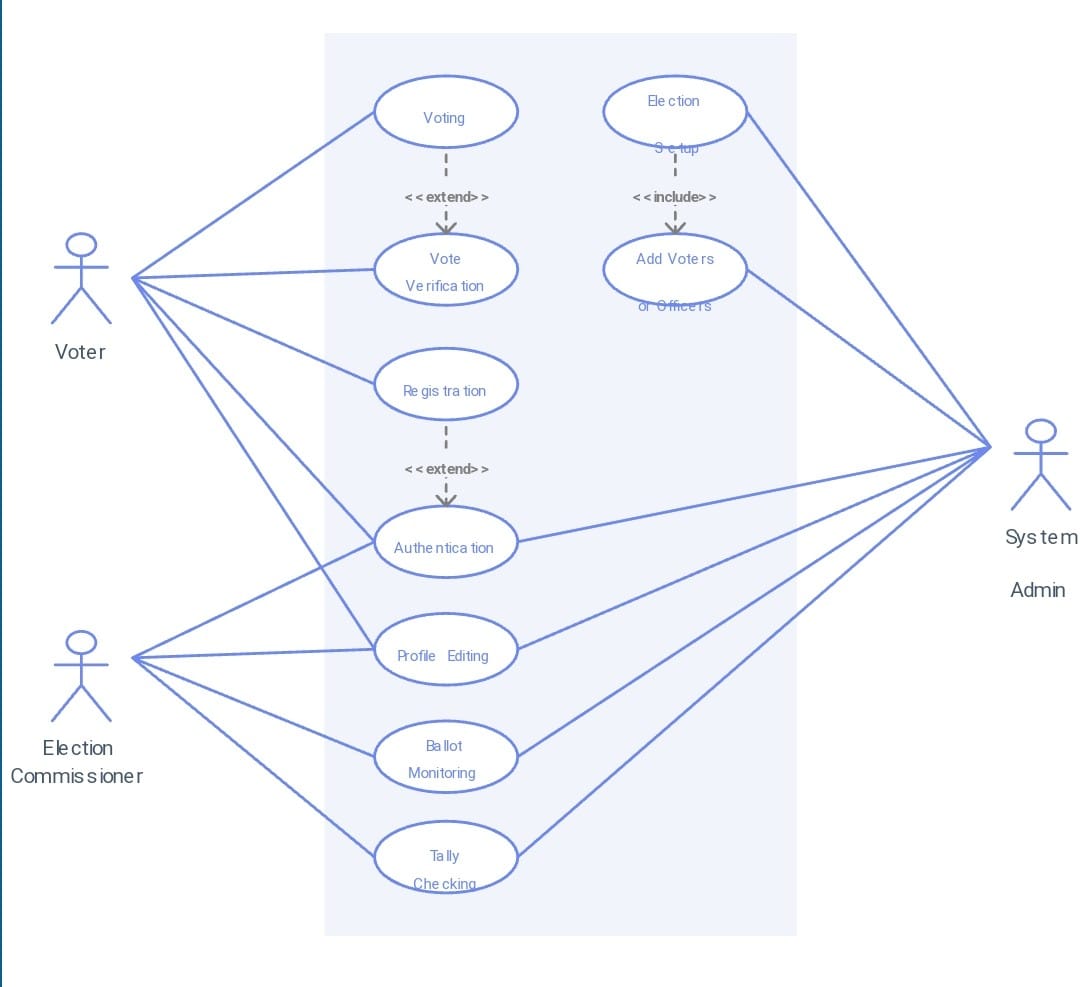 Voting
Election
Setup
<<extend>>
<<include>>
Vote
Verification
Add Voters
or Officers
Voter
Registration
<<extend>>
Authentication
System
Admin
Profile Editing
Election
Commissioner
Ballot
Monitoring
Tally
Checking